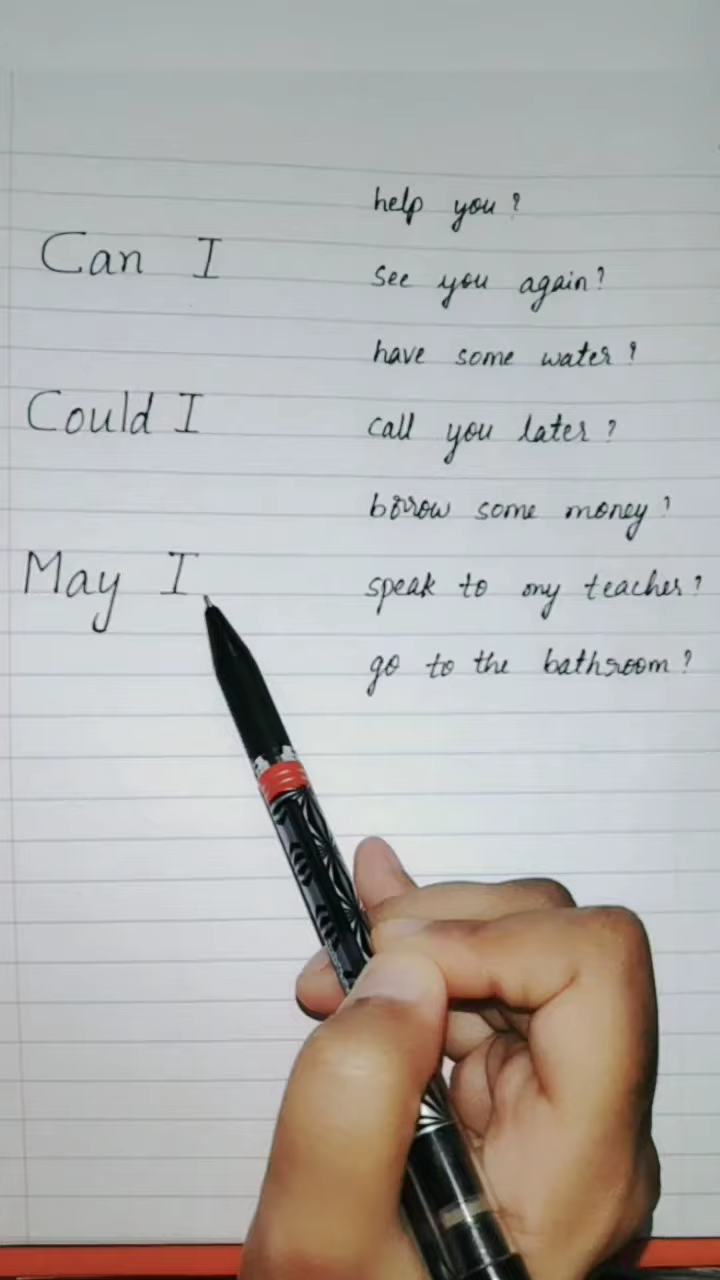 help you?
Can I
see you again?
have some water?
Could I
call you later?
borrow some money?
May I
speak to my teacher?
go to the bathroom?